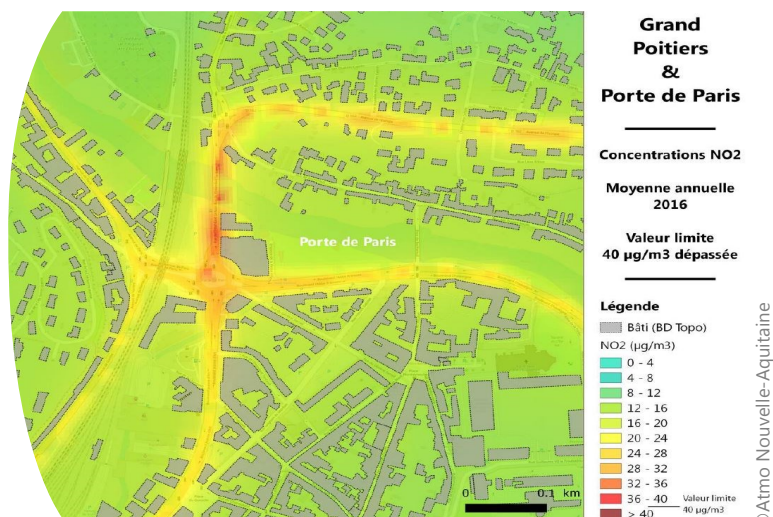 Grand
Poitiers
&
Porte de Paris
Concentrations NO2
Moyenne annuelle
2016
Valeur limite
40 µg/m3 dépassée
Porte de Paris
Légende
Bâti (BD Topo)
NO2 (µg/m3)
0 - 4
4 - 8
8 - 12
12 - 16
16 - 20
20 - 24
24 - 28
28 - 32
32 - 36
36 - 40
> 40
Valeur limite
40 µg/m3
0 0.1 km
©Atmo Nouvelle-Aquitaine